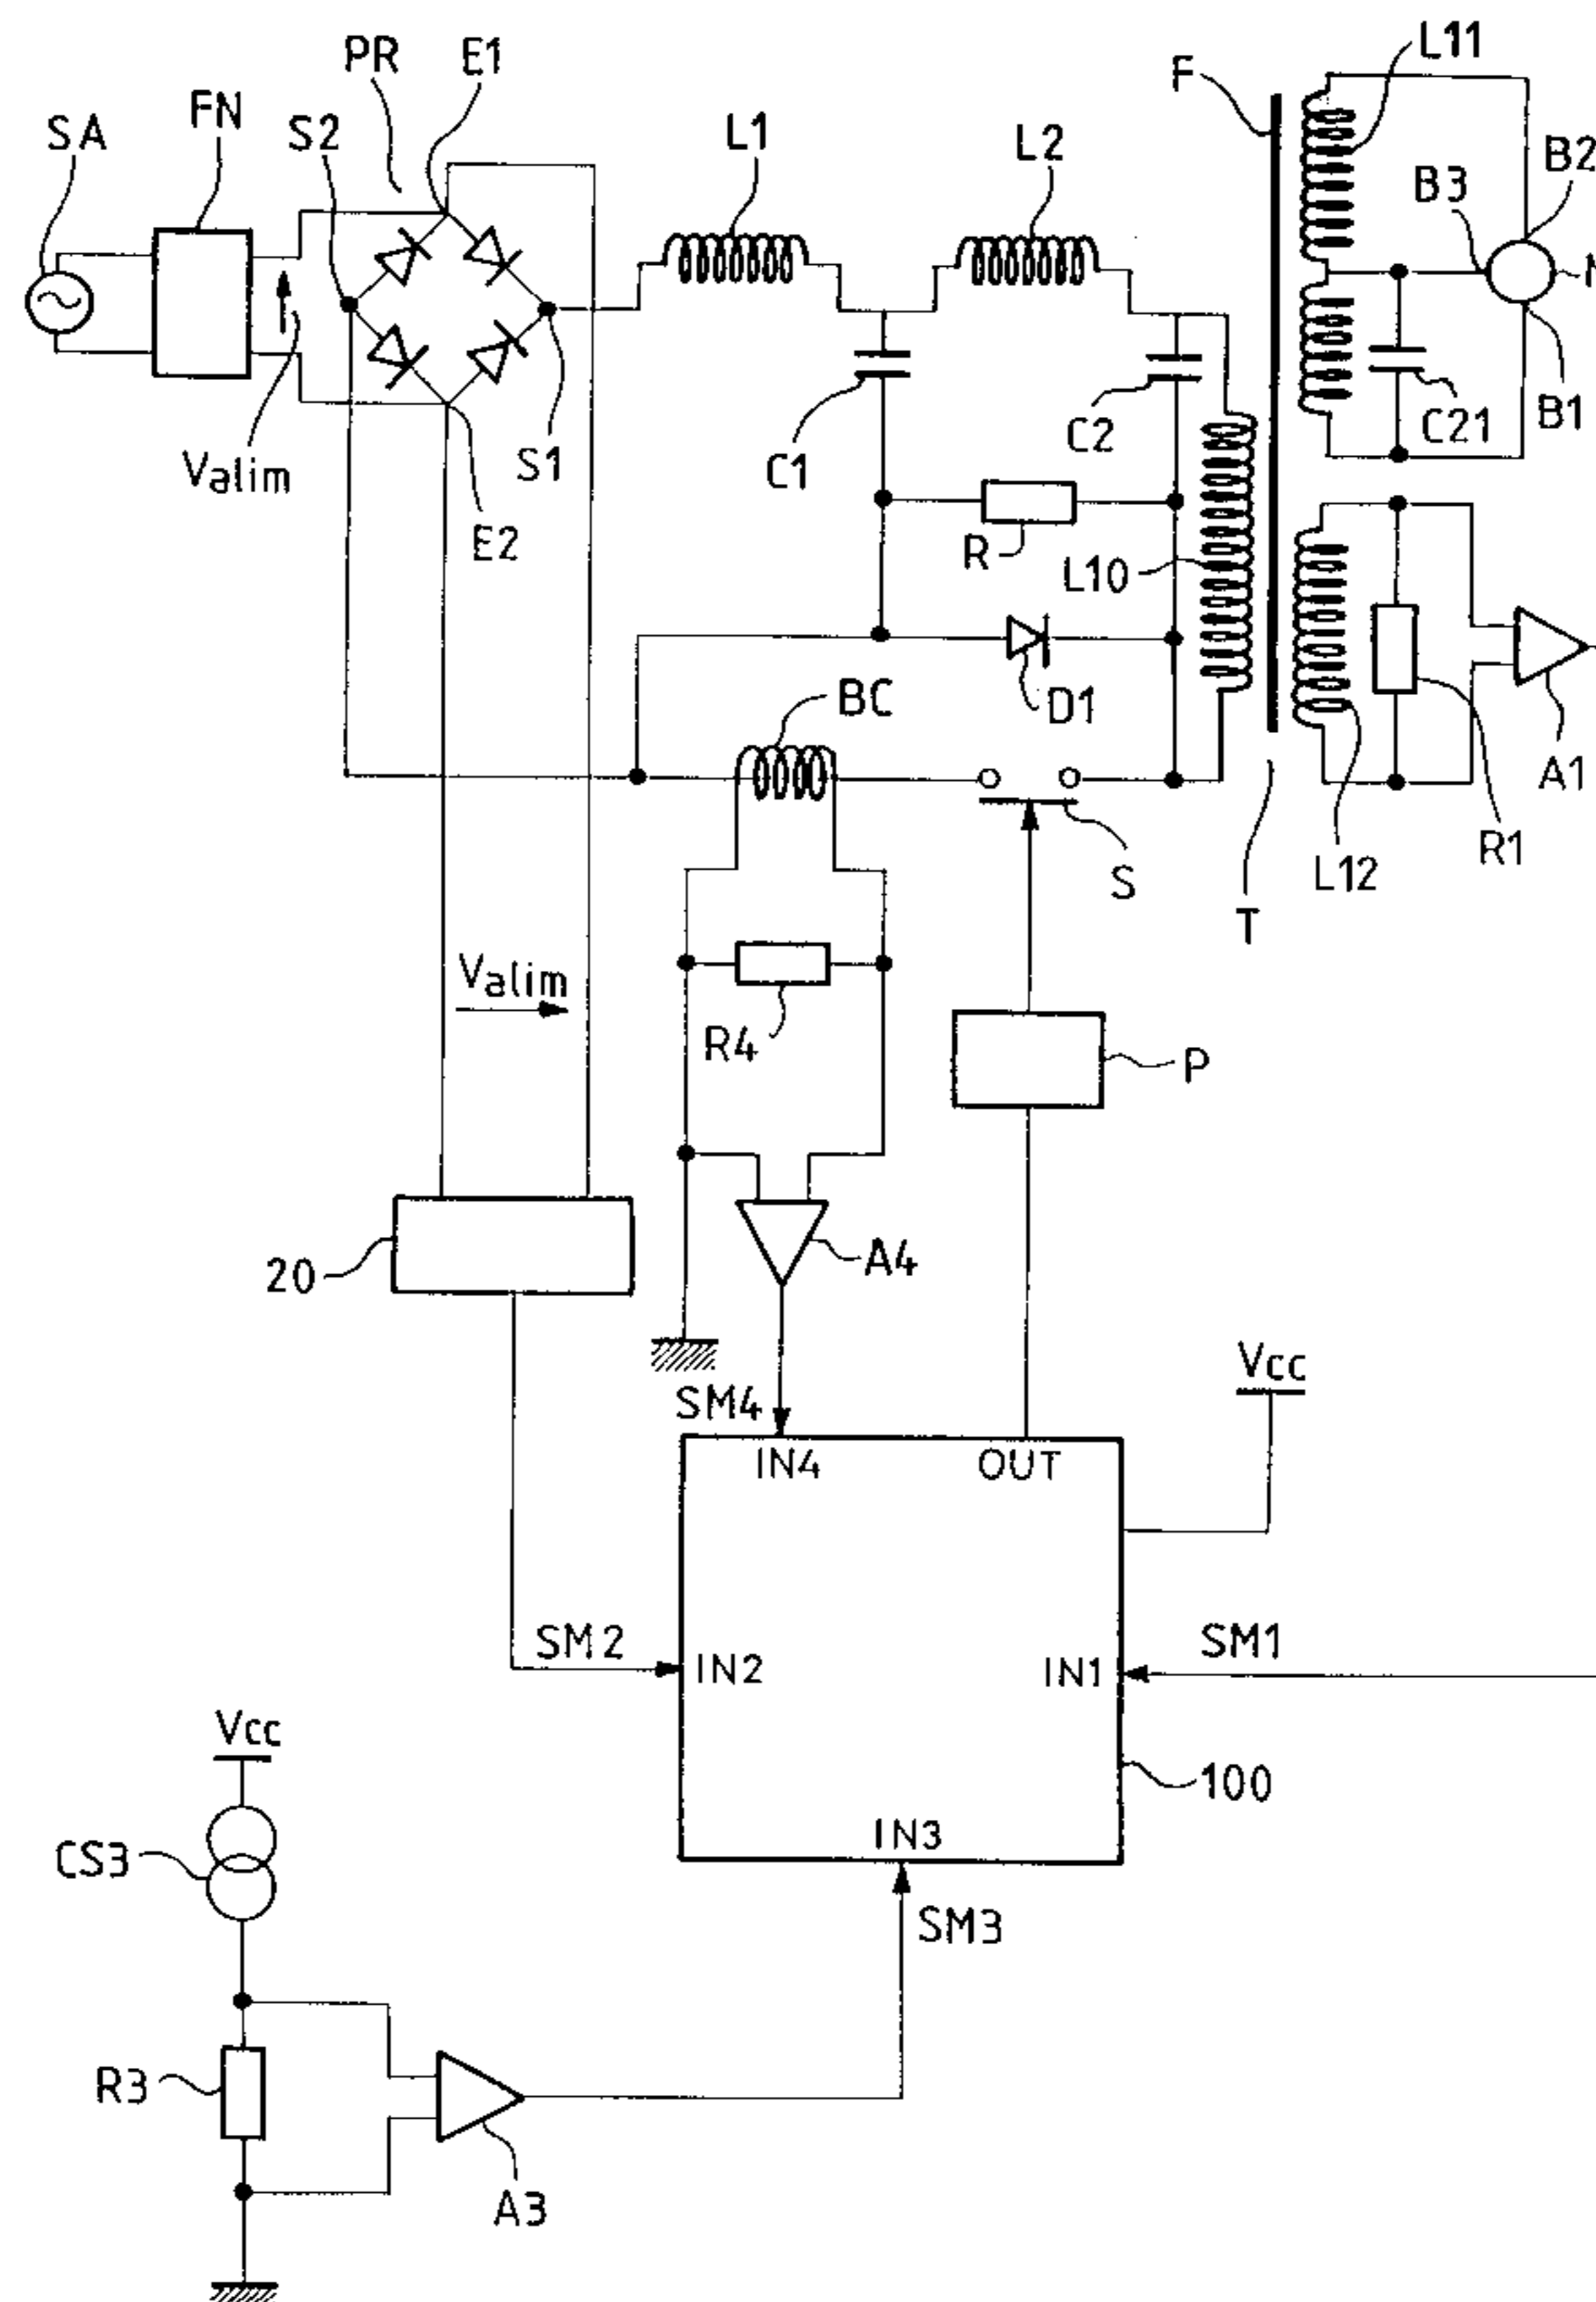 L11
PR
E1
F
FN
L1
SA
S2
L2
B2
B3
C21
B1
C2
Valim
S1
C1
E2
R
L10
BC
D1
A1
R1
L12
S
T
Valim
R4
P
20
A4
Vcc
SM4
IN4
OUT
SM2
SM1
IN2
IN1
Vcc
100
IN3
CS3
SM3
R3
A3